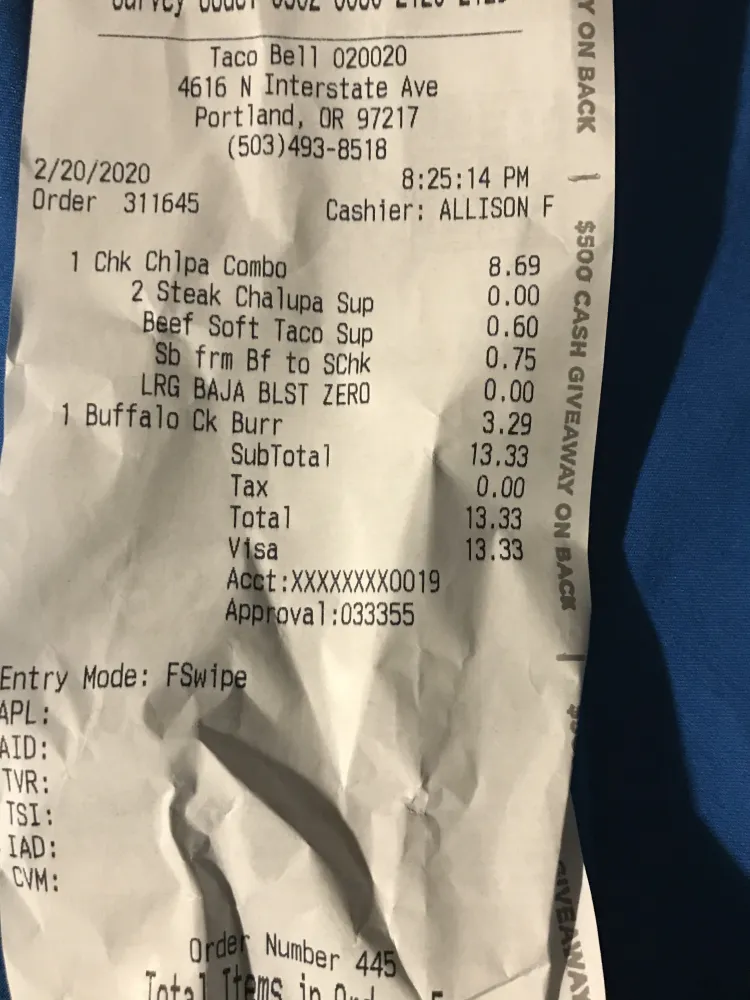 Taco Bell 020020
4616 N Interstate Ave
Portland, OR 97217
(503)493-8518
2/20/2020 8:25:14 PM
Order 311645 Cashier: ALLISON F
1 Chk Chlpa Combo 8.69
2 Steak Chalupa Sup 0.00
Beef Soft Taco Sup 0.60
Sb frm Bf to SChk 0.75
LRG BAJA BLST ZERO 0.00
1 Buffalo Ck Burr 3.29
SubTotal 13.33
Tax 0.00
Total 13.33
Visa 13.33
Acct:XXXXXXXX0019
Approval:033355
Entry Mode: FSwipe
APL:
AID:
TVR:
TSI:
IAD:
CVM:
Order Number 445
Total Items in
Y ON BACK
$500 CASH GIVEAWAY ON BACK
GIVEAWAY